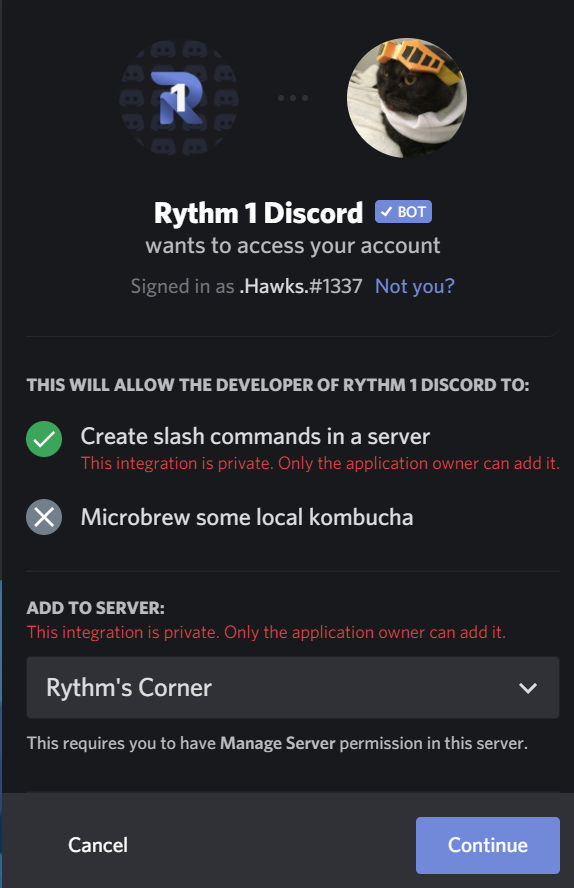 R
1
Rythm 1 Discord ✓ BOT
wants to access your account
Signed in as .Hawks.#1337 Not you?
THIS WILL ALLOW THE DEVELOPER OF RYTHM 1 DISCORD TO:
Create slash commands in a server
This integration is private. Only the application owner can add it.
Microbrew some local kombucha
ADD TO SERVER:
This integration is private. Only the application owner can add it.
Rythm's Corner
This requires you to have Manage Server permission in this server.
Cancel
Continue